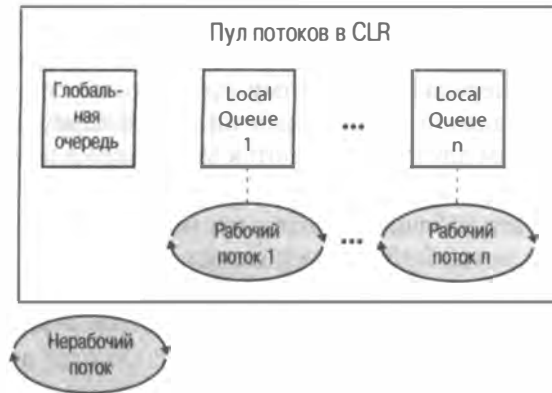 Пул потоков в CLR
Глобаль-
ная
очередь
Local
Queue
1
...
Local
Queue
n
Рабочий
поток 1
...
Рабочий
поток n
Нерабочий
поток